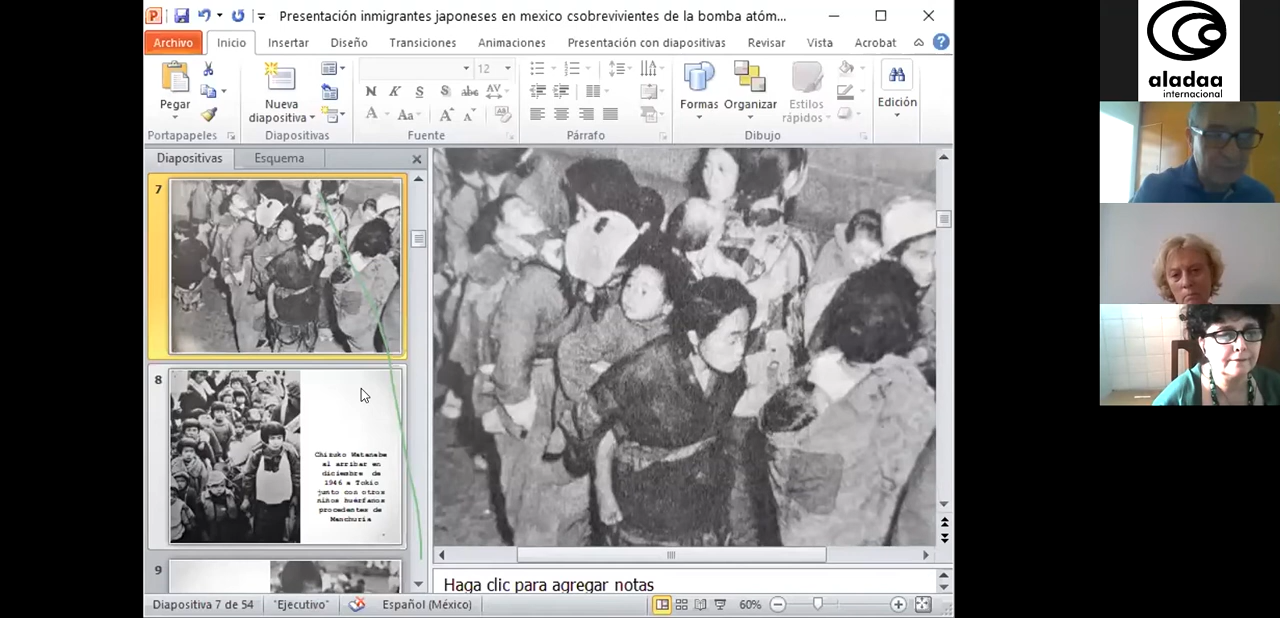 Presentación inmigrantes japoneses en mexico csobrevivientes de la bomba atóm...
Archivo
Inicio
Insertar
Diseño
Transiciones
Animaciones
Presentación con diapositivas
Revisar
Vista
Acrobat
12
Pegar
Nueva
diapositiva
N K S S abc AV
A Aa A A
Formas
Organizar
Estilos
rápidos
Edición
Portapapeles
Diapositivas
Fuente
Párrafo
Dibujo
Diapositivas
Esquema
7
8
Chizuko Watanabe
al arribar en
diciembre de
1946 a Tokio
junto con otros
niños huérfanos
procedentes de
Manchuria
9
Haga clic para agregar notas
Diapositiva 7 de 54
"Ejecutivo"
Español (México)
60%
aladaa
internacional